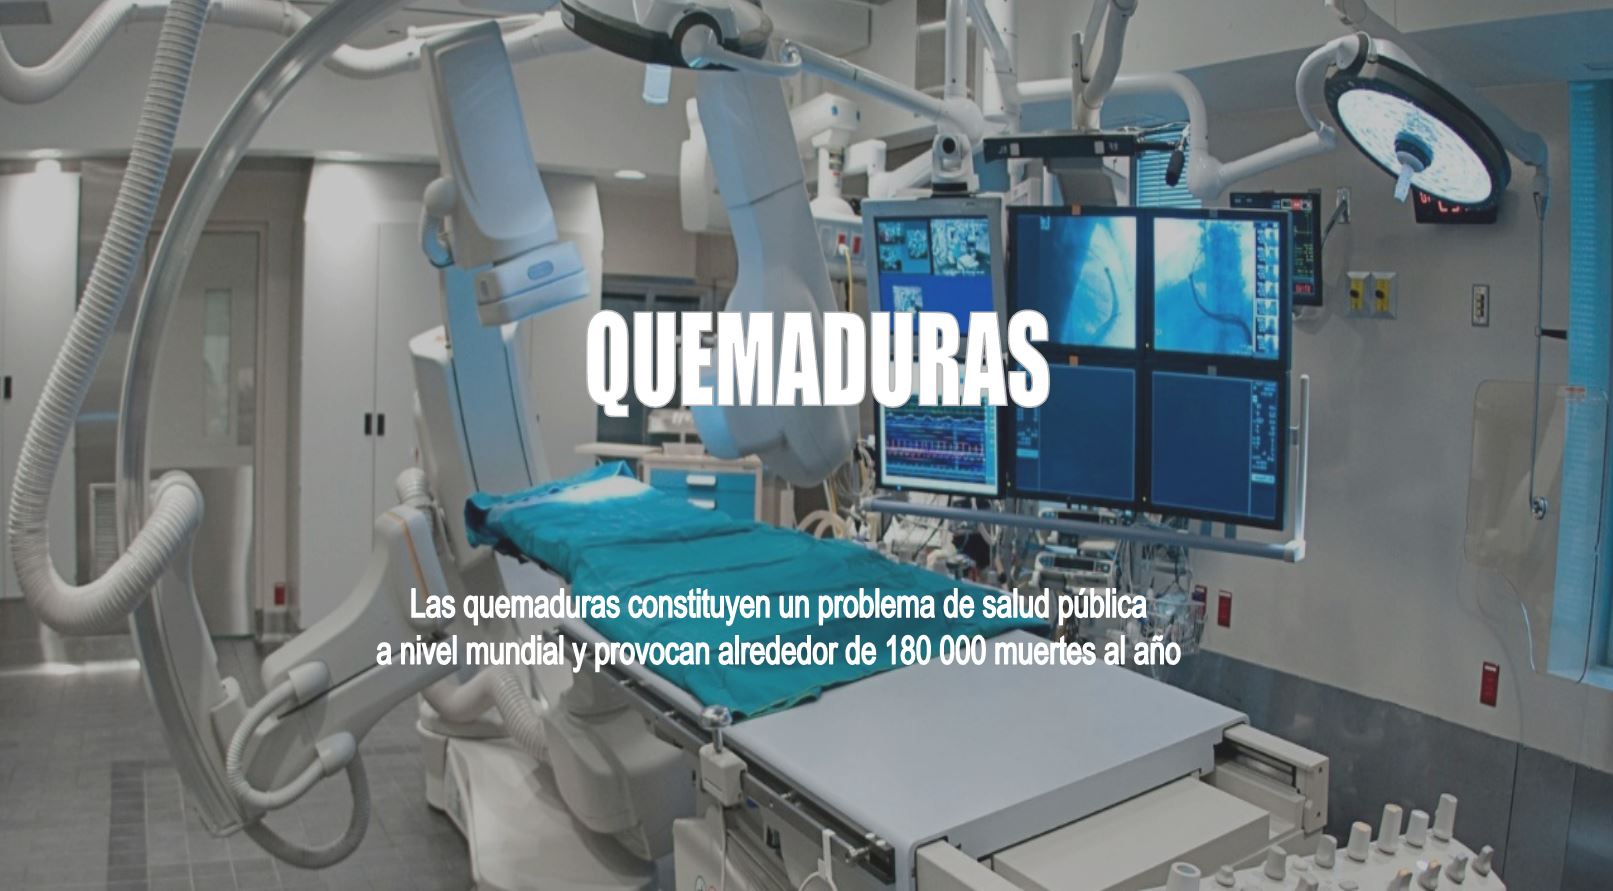 QUEMADURAS
Las quemaduras constituyen un problema de salud pública
a nivel mundial y provocan alrededor de 180 000 muertes al año